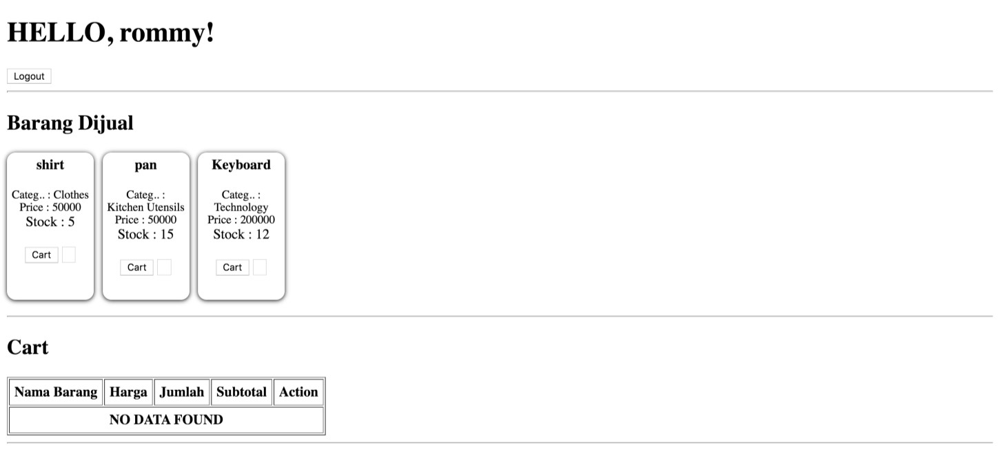 HELLO, rommy!
Logout
Barang Dijual
shirt
Categ.. : Clothes
Price : 50000
Stock : 5
Cart
pan
Categ.. :
Kitchen Utensils
Price : 50000
Stock : 15
Cart
Keyboard
Categ.. :
Technology
Price : 200000
Stock : 12
Cart
Cart
Nama Barang Harga Jumlah Subtotal Action
NO DATA FOUND